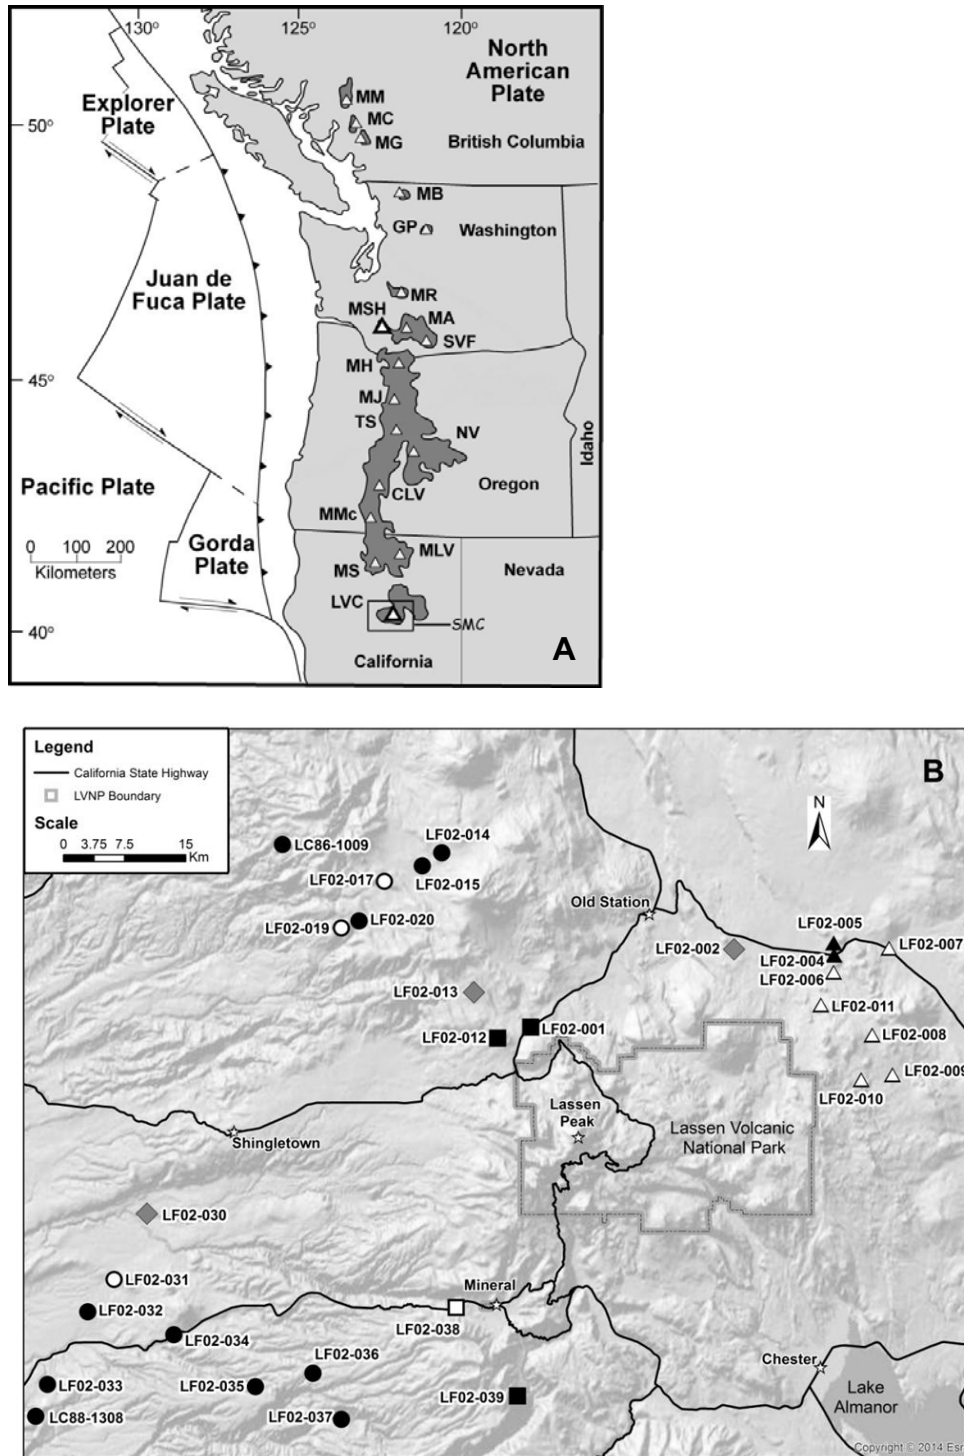 130°
125°
120°
North
American
Plate
Explorer
Plate
MM
MC
MG
50°
British Columbia
MB
GP
Washington
Juan de
Fuca Plate
MR
MSH
MA
SVF
MH
45°
MJ
TS
NV
Idaho
Pacific Plate
CLV
Oregon
MMc
0 100 200
Kilometers
Gorda
Plate
MLV
MS
Nevada
LVC
SMC
40°
California
A
Legend
California State Highway
LVNP Boundary
Scale
0 3.75 7.5 15
Km
B
N
LC86-1009
LF02-014
LF02-015
LF02-017
LF02-020
LF02-019
Old Station
LF02-005
LF02-002
LF02-004
LF02-007
LF02-006
LF02-013
LF02-011
LF02-012
LF02-001
LF02-008
LF02-009
LF02-010
Lassen
Peak
Shingletown
Lassen Volcanic
National Park
LF02-030
LF02-031
Mineral
LF02-032
LF02-038
LF02-034
LF02-036
Chester
LF02-033
LF02-035
LF02-039
Lake
Almanor
LC88-1308
LF02-037
Copyright © 2014 Esr